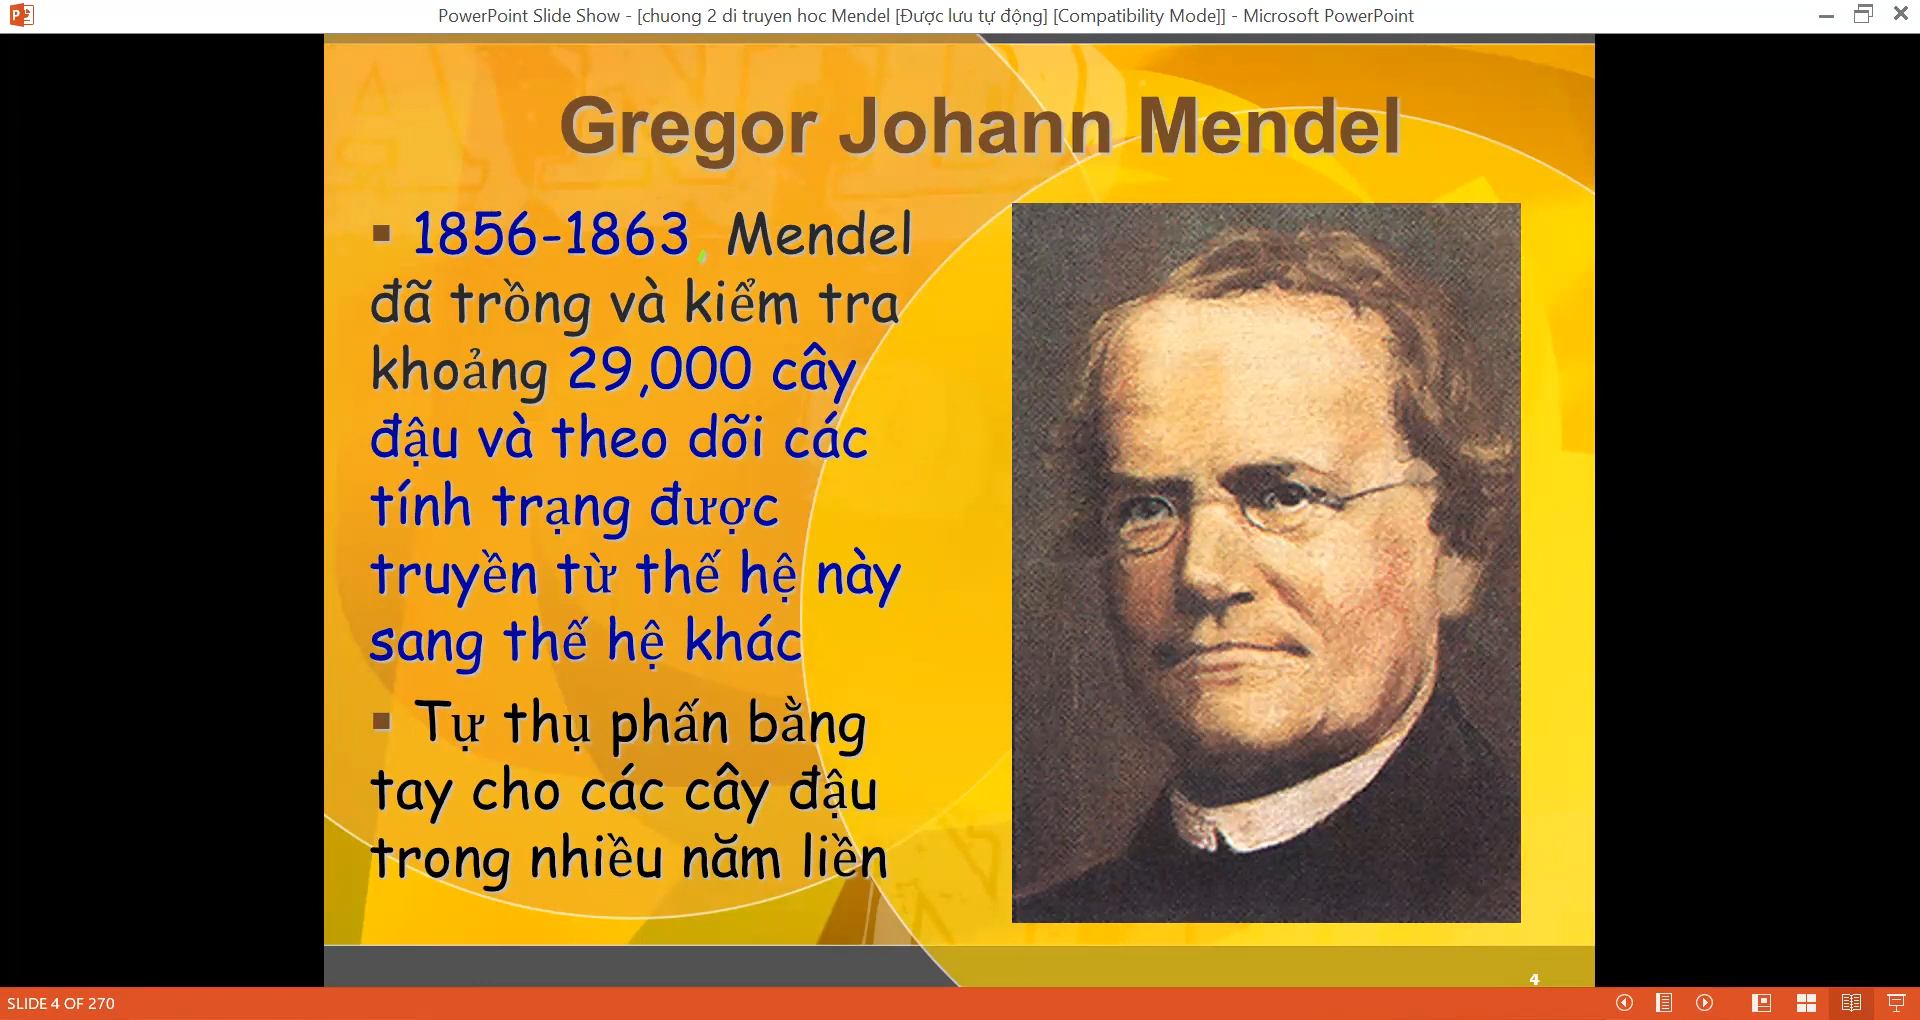 PowerPoint Slide Show - [chuong 2 di truyen hoc Mendel [Được lưu tự động] [Compatibility Mode]] - Microsoft PowerPoint
Gregor Johann Mendel
1856-1863, Mendel
đã trồng và kiểm tra
khoảng 29,000 cây
đậu và theo dõi các
tính trạng được
truyền từ thế hệ này
sang thế hệ khác
Tự thụ phấn bằng
tay cho các cây đậu
trong nhiều năm liền
4
SLIDE 4 OF 270